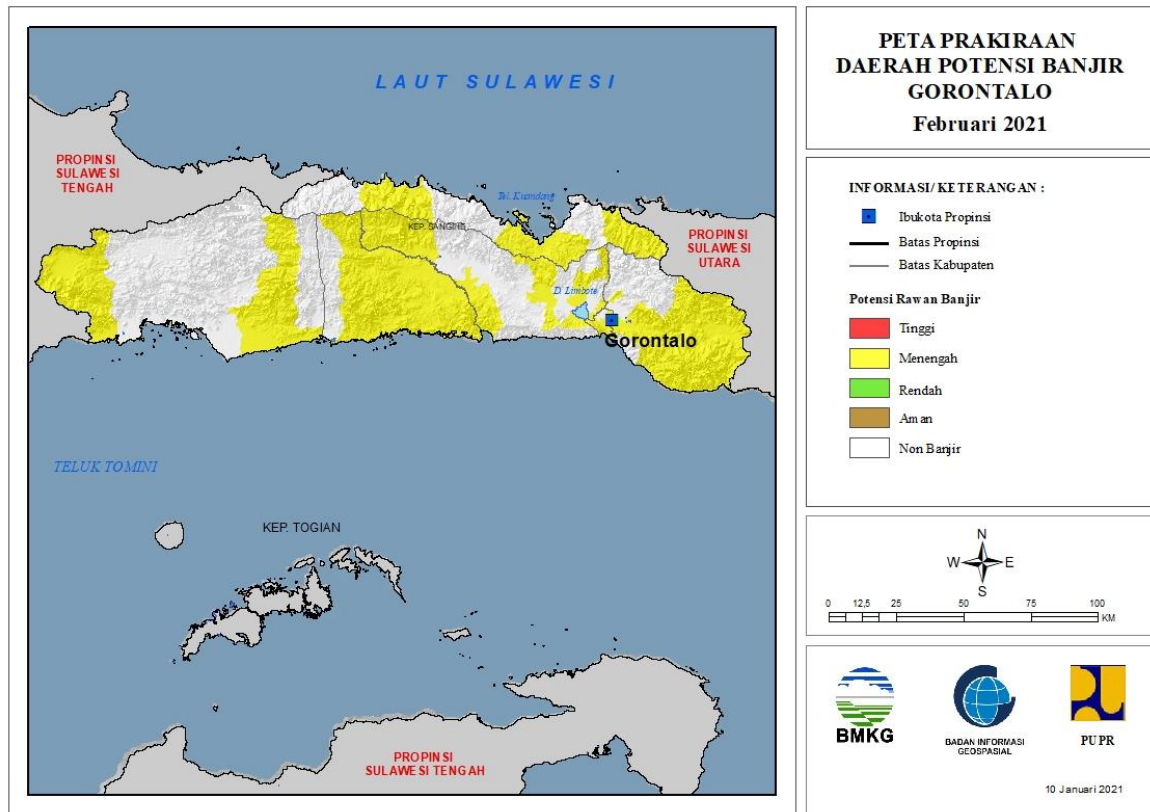 LAUT SULAWESI
PROPINSI
SULAWESI
TENGAH
Tel. Kuandang
KEP. SANGIHE
PROPINSI
SULAWESI
UTARA
D. Limboto
Gorontalo
TELUK TOMINI
KEP. TOGIAN
PROPINSI
SULAWESI TENGAH
PETA PRAKIRAAN
DAERAH POTENSI BANJIR
GORONTALO
Februari 2021
INFORMASI/ KETERANGAN :
Ibukota Propinsi
Batas Propinsi
Batas Kabupaten
Potensi Rawan Banjir
Tinggi
Menengah
Rendah
Aman
Non Banjir
N
W E
S
0 12,5 25 50 75 100
KM
BMKG
BADAN INFORMASI
GEOSPASIAL
PUPR
10 Januari 2021